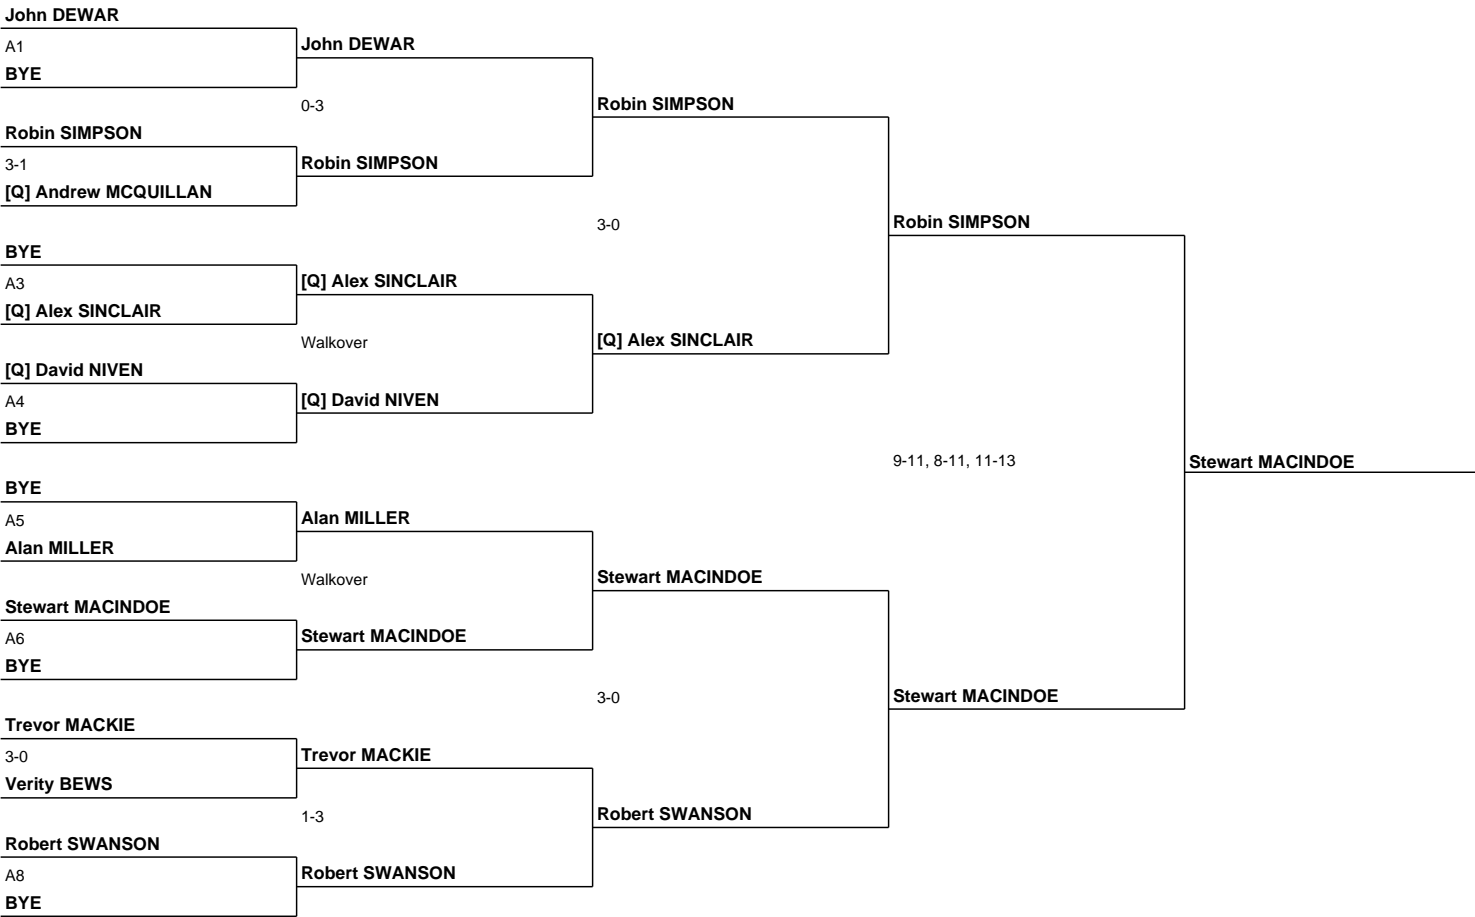 John DEWAR
A1
BYE
John DEWAR
0-3
Robin SIMPSON
3-1
[Q] Andrew MCQUILLAN
Robin SIMPSON
Robin SIMPSON
3-0
BYE
A3
[Q] Alex SINCLAIR
[Q] Alex SINCLAIR
Walkover
[Q] David NIVEN
A4
BYE
[Q] David NIVEN
[Q] Alex SINCLAIR
Robin SIMPSON
9-11, 8-11, 11-13
Stewart MACINDOE
BYE
A5
Alan MILLER
Alan MILLER
Walkover
Stewart MACINDOE
A6
BYE
Stewart MACINDOE
Stewart MACINDOE
3-0
Stewart MACINDOE
Trevor MACKIE
3-0
Verity BEWS
Trevor MACKIE
1-3
Robert SWANSON
A8
BYE
Robert SWANSON
Robert SWANSON